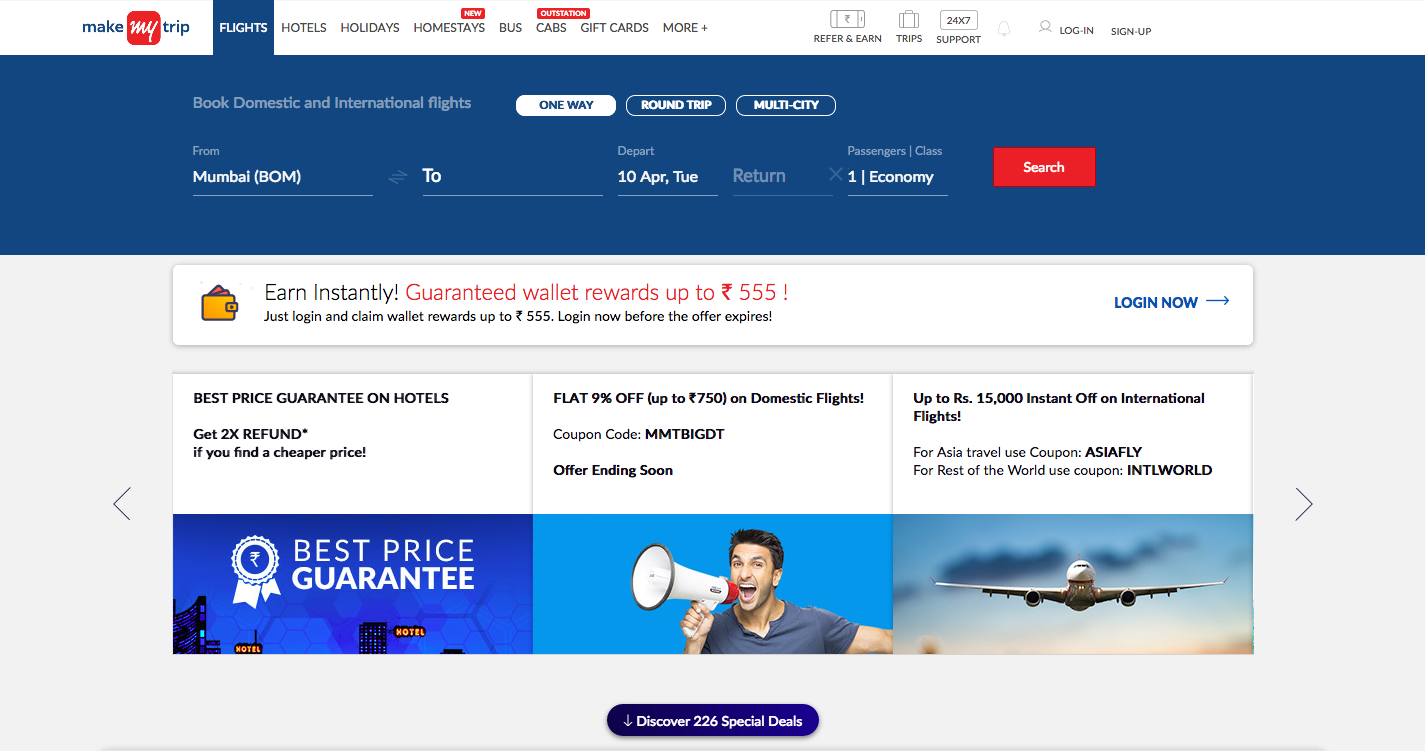 make my trip
FLIGHTS
HOTELS
HOLIDAYS
NEW
HOMESTAYS
BUS
OUTSTATION
CABS
GIFT CARDS
MORE +
₹
REFER & EARN
TRIPS
24X7
SUPPORT
LOG-IN
SIGN-UP
Book Domestic and International flights
ONE WAY
ROUND TRIP
MULTI-CITY
From
Mumbai (BOM)
To
Depart
10 Apr, Tue
Return
Passengers | Class
1 | Economy
Search
Earn Instantly! Guaranteed wallet rewards up to ₹ 555 !
Just login and claim wallet rewards up to ₹ 555. Login now before the offer expires!
LOGIN NOW
BEST PRICE GUARANTEE ON HOTELS
Get 2X REFUND*
if you find a cheaper price!
₹
BEST PRICE
GUARANTEE
HOTEL
HOTEL
FLAT 9% OFF (up to ₹750) on Domestic Flights!
Coupon Code: MMTBIGDT
Offer Ending Soon
Up to Rs. 15,000 Instant Off on International
Flights!
For Asia travel use Coupon: ASIAFLY
For Rest of the World use coupon: INTLWORLD
↓ Discover 226 Special Deals